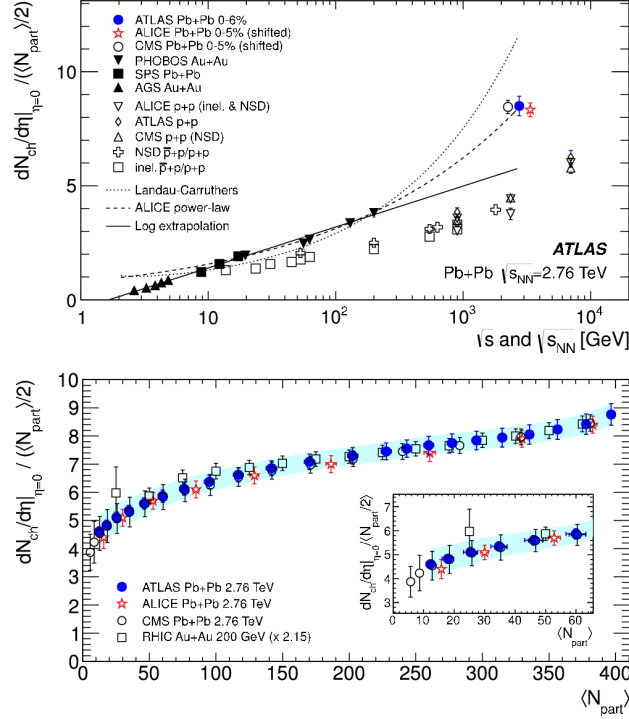 dN_ch/dη|_η=0 /(⟨N_part⟩/2)
10
5
0
ATLAS Pb+Pb 0-6%
ALICE Pb+Pb 0-5% (shifted)
CMS Pb+Pb 0-5% (shifted)
PHOBOS Au+Au
SPS Pb+Pb
AGS Au+Au
ALICE p+p (inel. & NSD)
ATLAS p+p
CMS p+p (NSD)
NSD p̅+p/p+p
inel. p̅+p/p+p
Landau-Carruthers
ALICE power-law
Log extrapolation
ATLAS
Pb+Pb √s_NN=2.76 TeV
1 10 10² 10³ 10⁴
√s and √s_NN [GeV]
dN_ch/dη|_η=0 / (⟨N_part⟩/2)
10
9
8
7
6
5
4
3
2
1
0
ATLAS Pb+Pb 2.76 TeV
ALICE Pb+Pb 2.76 TeV
CMS Pb+Pb 2.76 TeV
RHIC Au+Au 200 GeV (x 2.15)
dN_ch/dη|_η=0 /(⟨N_part⟩/2)
8
6
4
2
0
0 10 20 30 40 50 60
⟨N_part⟩
0 50 100 150 200 250 300 350 400
⟨N_part⟩